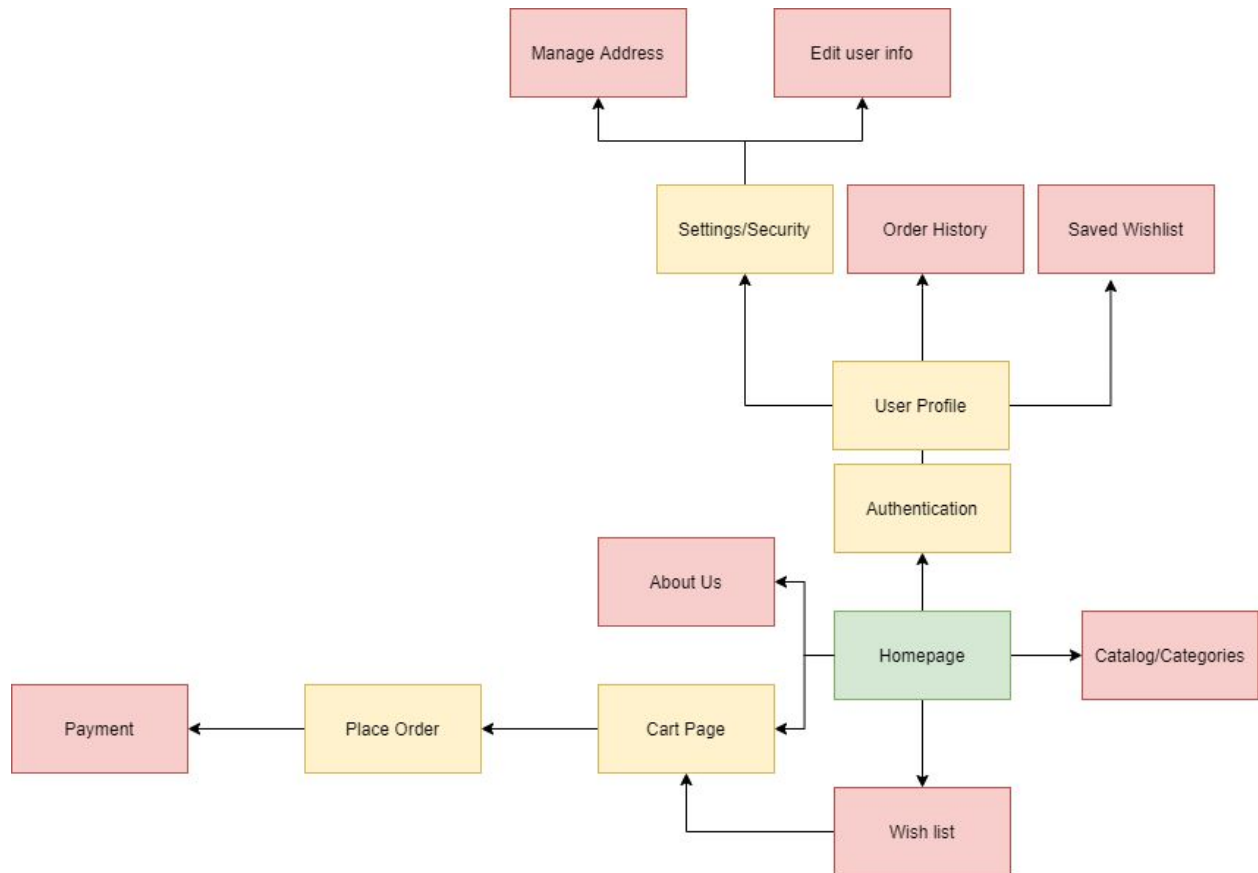 Manage Address
Edit user info
Settings/Security
Order History
Saved Wishlist
User Profile
Authentication
About Us
Homepage
Catalog/Categories
Payment
Place Order
Cart Page
Wish list